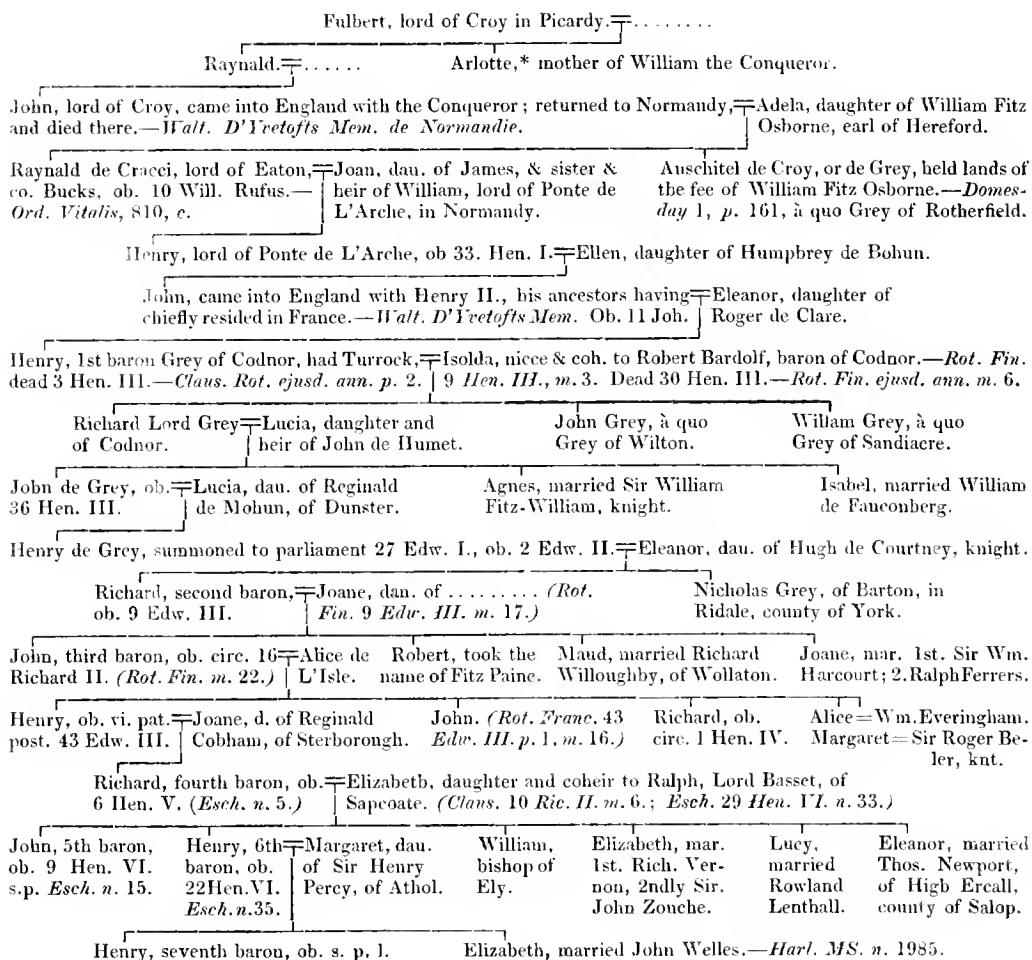 Fulbert, lord of Croy in Picardy.╤ . . . . . . . .
Raynald.╤ . . . . . . Arlotte,* mother of William the Conqueror.
John, lord of Croy, came into England with the Conqueror; returned to Normandy,╤Adela, daughter of William Fitz
and died there.—Walt. D'Yvetofts Mem. de Normandie. Osborne, earl of Hereford.
Raynald de Cracci, lord of Eaton,╤Joan, dau. of James, & sister & Auschitel de Croy, or de Grey, held lands of
co. Bucks, ob. 10 Will. Rufus.— heir of William, lord of Ponte de the fee of William Fitz Osborne.—Domes-
Ord. Vitalis, 810, c. L'Arche, in Normandy. day 1, p. 161, à quo Grey of Rotherfield.
Henry, lord of Ponte de L'Arche, ob 33. Hen. I.╤Ellen, daughter of Humpbrey de Bohun.
John, came into England with Henry II., his ancestors having╤Eleanor, daughter of
chiefly resided in France.—Walt. D'Yvetofts Mem. Ob. 11 Joh. Roger de Clare.
Henry, 1st baron Grey of Codnor, had Turrock,╤Isolda, niece & coh. to Robert Bardolf, baron of Codnor.—Rot. Fin.
dead 3 Hen. III.—Claus. Rot. ejusd. ann. p. 2. 9 Hen. III., m. 3. Dead 30 Hen. III.—Rot. Fin. ejusd. ann. m. 6.
Richard Lord Grey╤Lucia, daughter and John Grey, à quo Willam Grey, à quo
of Codnor. heir of John de Humet. Grey of Wilton. Grey of Sandiacre.
John de Grey, ob.╤Lucia, dau. of Reginald Agnes, married Sir William Isabel, married William
36 Hen. III. de Mohun, of Dunster. Fitz-William, knight. de Fauconberg.
Henry de Grey, summoned to parliament 27 Edw. I., ob. 2 Edw. II.╤Eleanor, dau. of Hugh de Courtney, knight.
Richard, second baron,╤Joane, dan. of . . . . . . . . . (Rot. Nicholas Grey, of Barton, in
ob. 9 Edw. III. Fin. 9 Edw. III. m. 17.) Ridale, county of York.
John, third baron, ob. circ. 16╤Alice de Robert, took the Maud, married Richard Joane, mar. 1st. Sir Wm.
Richard II. (Rot. Fin. m. 22.) L'Isle. name of Fitz Paine. Willoughby, of Wollaton. Harcourt; 2. Ralph Ferrers.
Henry, ob. vi. pat.╤Joane, d. of Reginald John. (Rot. Franc. 43 Richard, ob. Alice=Wm. Everingham.
post. 43 Edw. III. Cobham, of Sterborough. Edw. III. p. 1, m. 16.) circ. 1 Hen. IV. Margaret=Sir Roger Be-
ler, knt.
Richard, fourth baron, ob.╤Elizabeth, daughter and coheir to Ralph, Lord Basset, of
6 Hen. V. (Esch. n. 5.) Sapcoate. (Claus. 10 Ric. II. m. 6.; Esch. 29 Hen. VI. n. 33.)
John, 5th baron, Henry, 6th╤Margaret, dau. William, Elizabeth, mar. Lucy, Eleanor, married
ob. 9 Hen. VI. baron, ob. of Sir Henry bishop of 1st. Rich. Ver- married Thos. Newport,
s.p. Esch. n. 15. 22 Hen. VI. Percy, of Athol. Ely. non, 2ndly Sir. Rowland of High Ercall,
Esch. n. 35. John Zouche. Lenthall. county of Salop.
Henry, seventh baron, ob. s. p. l. Elizabeth, married John Welles.—Harl. MS. n. 1985.